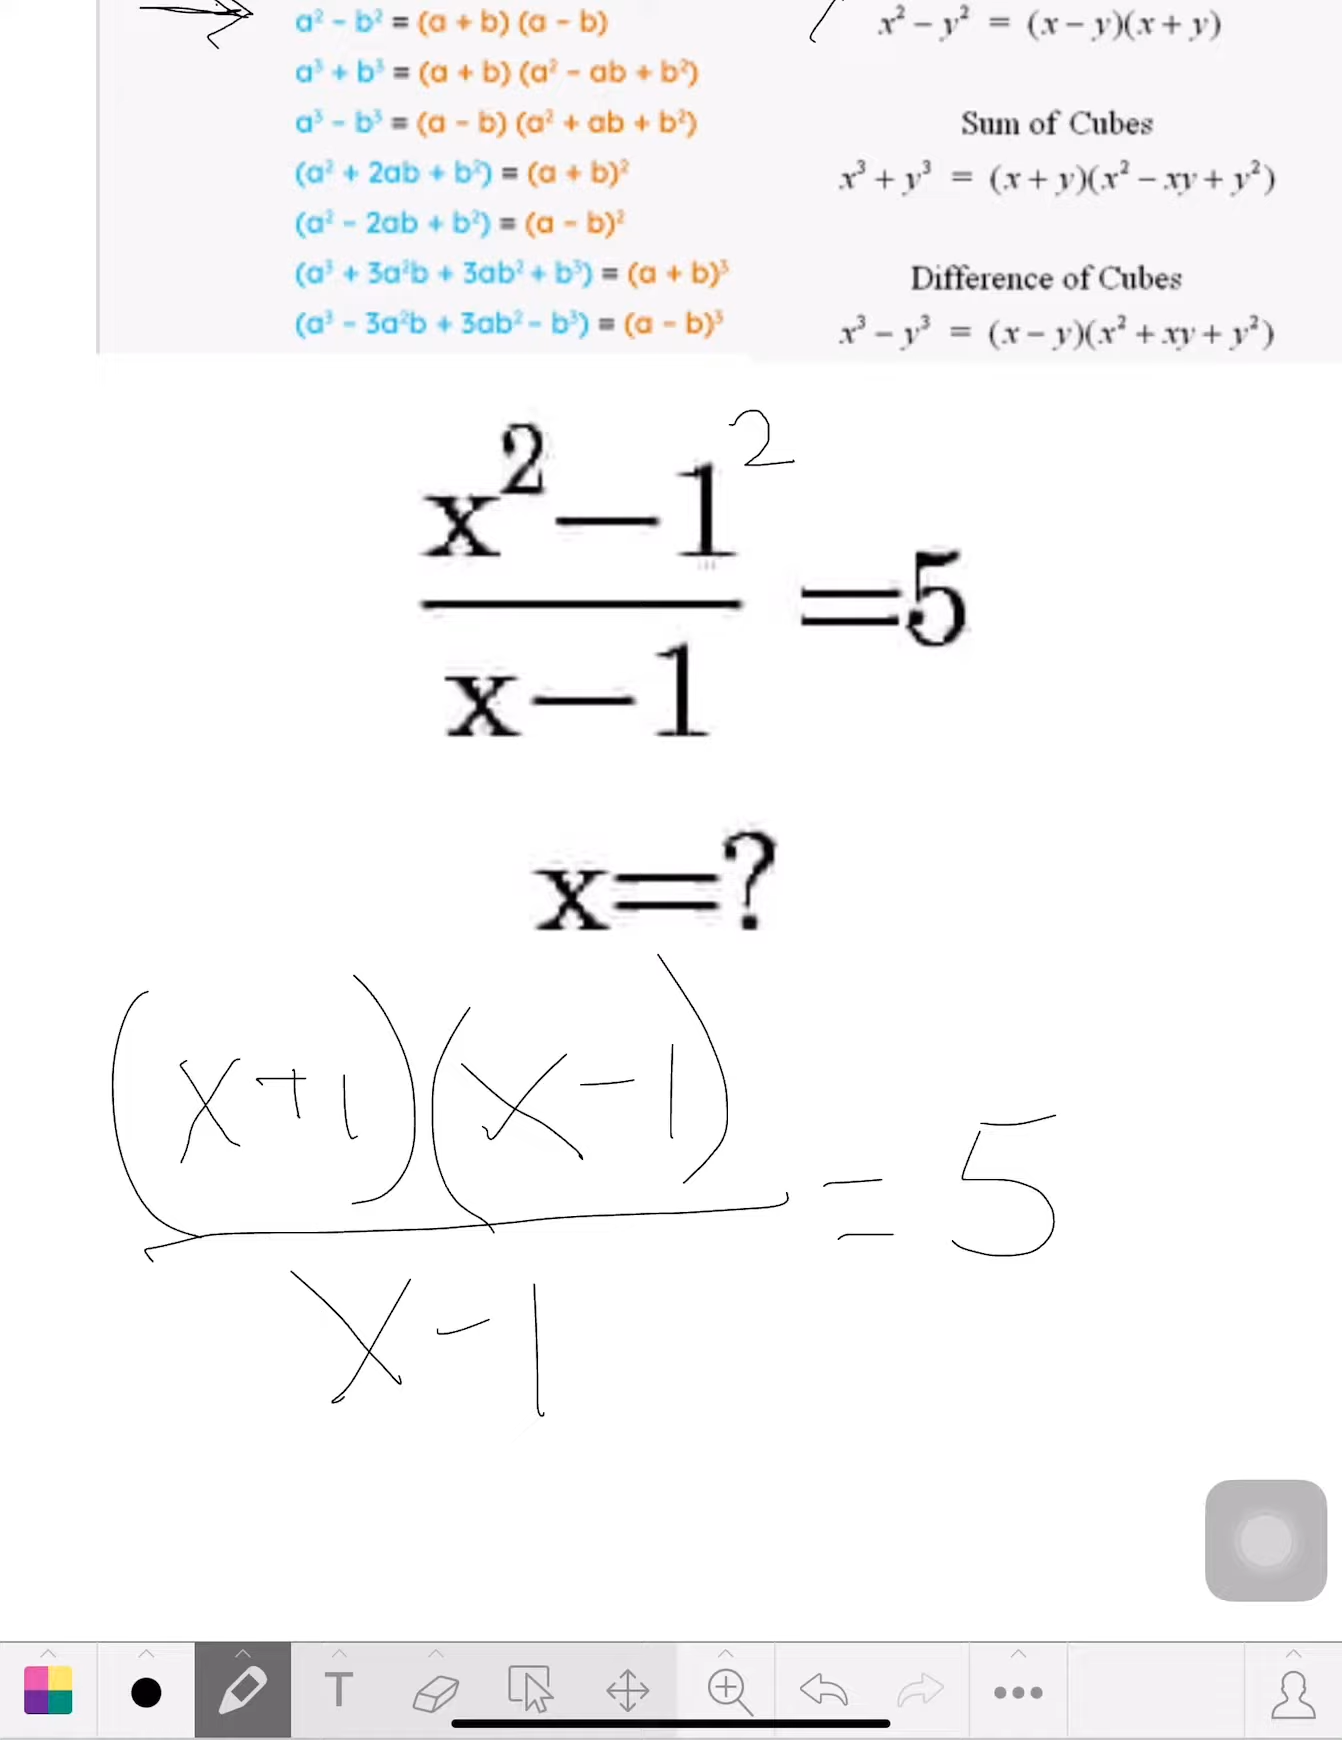 a² - b² = (a + b) (a - b)
a³ + b³ = (a + b) (a² - ab + b²)
a³ - b³ = (a - b) (a² + ab + b²)
(a² + 2ab + b²) = (a + b)²
(a² - 2ab + b²) = (a - b)²
(a³ + 3a²b + 3ab² + b³) = (a + b)³
(a³ - 3a²b + 3ab² - b³) = (a - b)³
x² - y² = (x - y)(x + y)
Sum of Cubes
x³ + y³ = (x + y)(x² - xy + y²)
Difference of Cubes
x³ - y³ = (x - y)(x² + xy + y²)
x² - 1²
=5
x - 1
x=?
(x+1)(x-1)
= 5
x-1
T